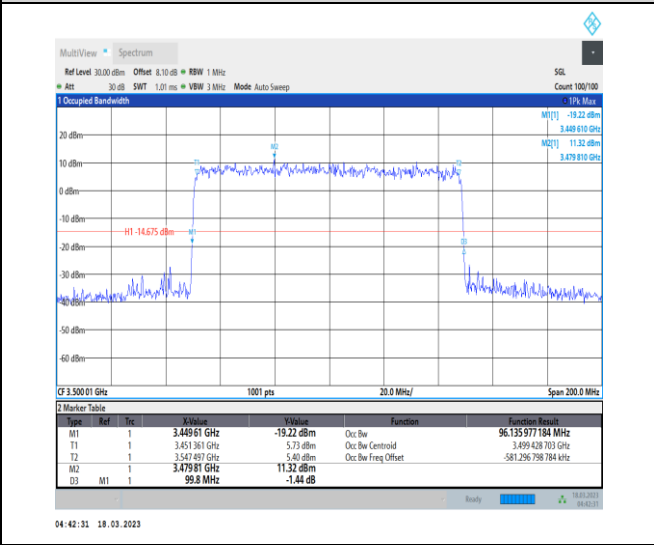 MultiView Spectrum
Ref Level 30.00 dBm Offset 8.10 dB RBW 1 MHz SGL
Att 30 dB SWT 1.01 ms VBW 3 MHz Mode Auto Sweep Count 100/100
1 Occupied Bandwidth 1Pk Max
M1[1] -19.22 dBm
3.449 610 GHz
M2[1] 11.32 dBm
3.479 810 GHz
20 dBm
M2
10 dBm
T1 T2
0 dBm
-10 dBm
H1 -14.675 dBm M1
-20 dBm
D3
-30 dBm
-40 dBm
-50 dBm
-60 dBm
CF 3.500 01 GHz 1001 pts 20.0 MHz/ Span 200.0 MHz
2 Marker Table
Type Ref Trc X-Value Y-Value Function Function Result
M1 1 3.449 61 GHz -19.22 dBm Occ Bw 96.135 977 184 MHz
T1 1 3.451 361 GHz 5.73 dBm Occ Bw Centroid 3.499 428 703 GHz
T2 1 3.547 497 GHz 5.40 dBm Occ Bw Freq Offset -581.296 798 784 kHz
M2 1 3.479 81 GHz 11.32 dBm
D3 M1 1 99.8 MHz -1.44 dB
Ready 18.03.2023
04:42:31
04:42:31 18.03.2023